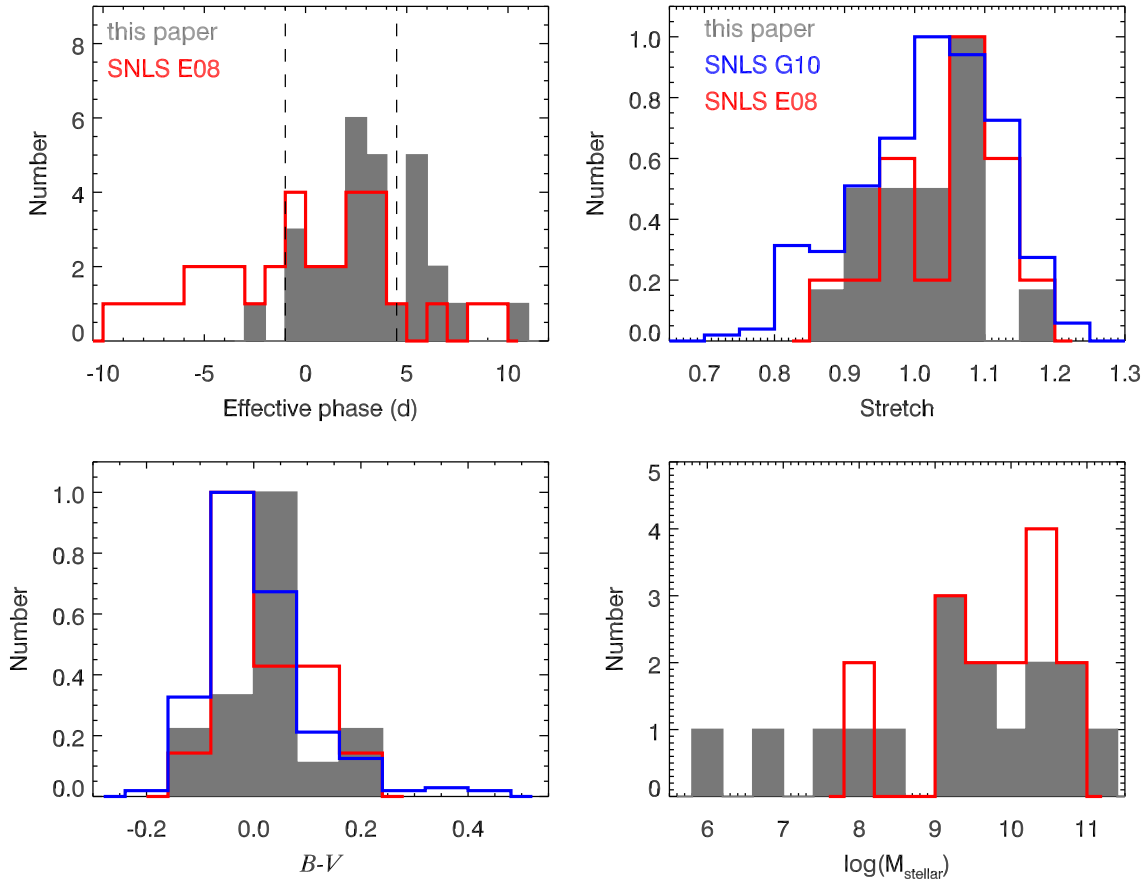 this paper
SNLS E08
Number
8
6
4
2
0
-10 -5 0 5 10
Effective phase (d)
this paper
SNLS G10
SNLS E08
Number
1.0
0.8
0.6
0.4
0.2
0.0
0.7 0.8 0.9 1.0 1.1 1.2 1.3
Stretch
Number
1.0
0.8
0.6
0.4
0.2
0.0
-0.2 0.0 0.2 0.4
B-V
Number
5
4
3
2
1
0
6 7 8 9 10 11
log(M_stellar)